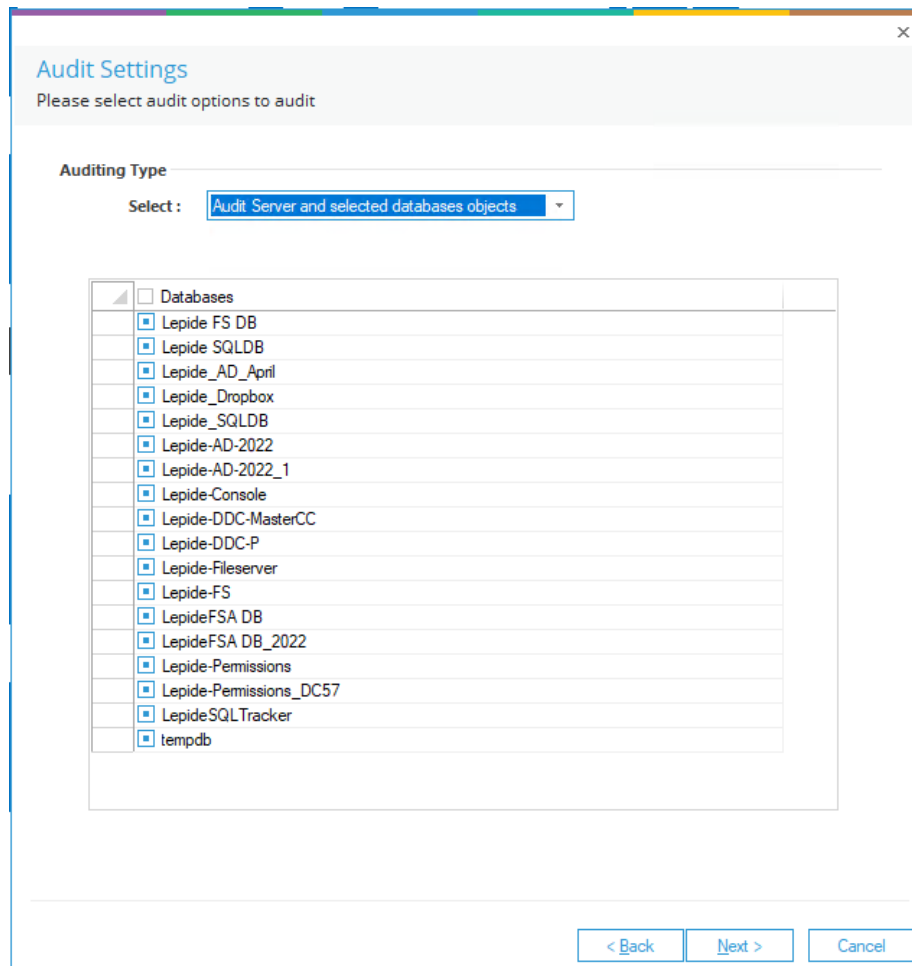 Audit Settings
Please select audit options to audit
Auditing Type
Select : Audit Server and selected databases objects
Databases
Lepide FS DB
Lepide SQLDB
Lepide_AD_April
Lepide_Dropbox
Lepide_SQLDB
Lepide-AD-2022
Lepide-AD-2022_1
Lepide-Console
Lepide-DDC-MasterCC
Lepide-DDC-P
Lepide-Fileserver
Lepide-FS
LepideFSA DB
LepideFSA DB_2022
Lepide-Permissions
Lepide-Permissions_DC57
LepideSQLTracker
tempdb
< Back Next > Cancel